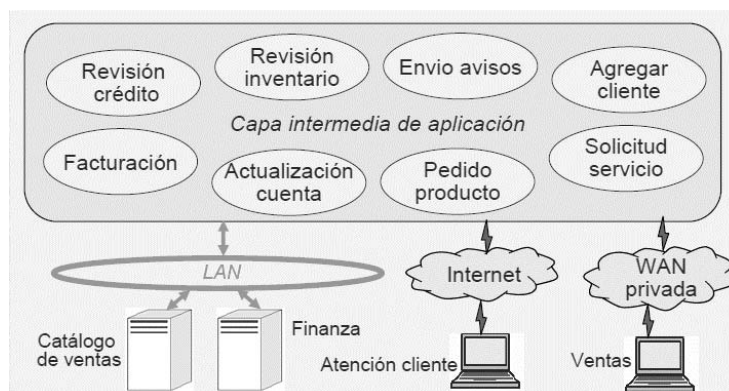 Revisión
crédito
Revisión
inventario
Envio avisos
Agregar
cliente
Capa intermedia de aplicación
Facturación
Actualización
cuenta
Pedido
producto
Solicitud
servicio
LAN
Internet
WAN
privada
Catálogo
de ventas
Finanza
Atención cliente
Ventas